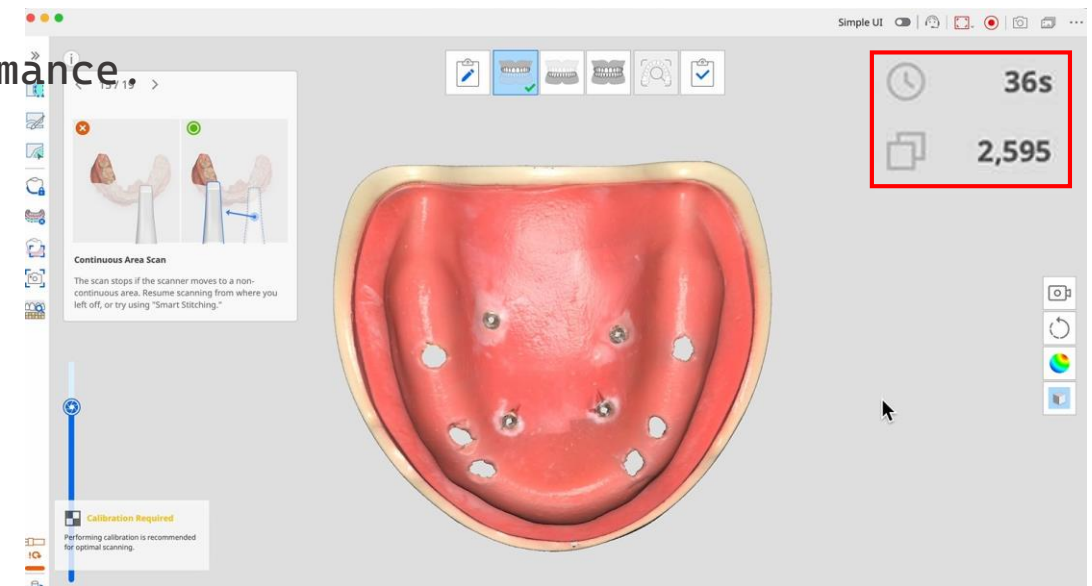 Simple UI
mance.
15 / 19
36s
2,595
Continuous Area Scan
The scan stops if the scanner moves to a non-
continuous area. Resume scanning from where you
left off, or try using "Smart Stitching."
Calibration Required
Performing calibration is recommended
for optimal scanning.